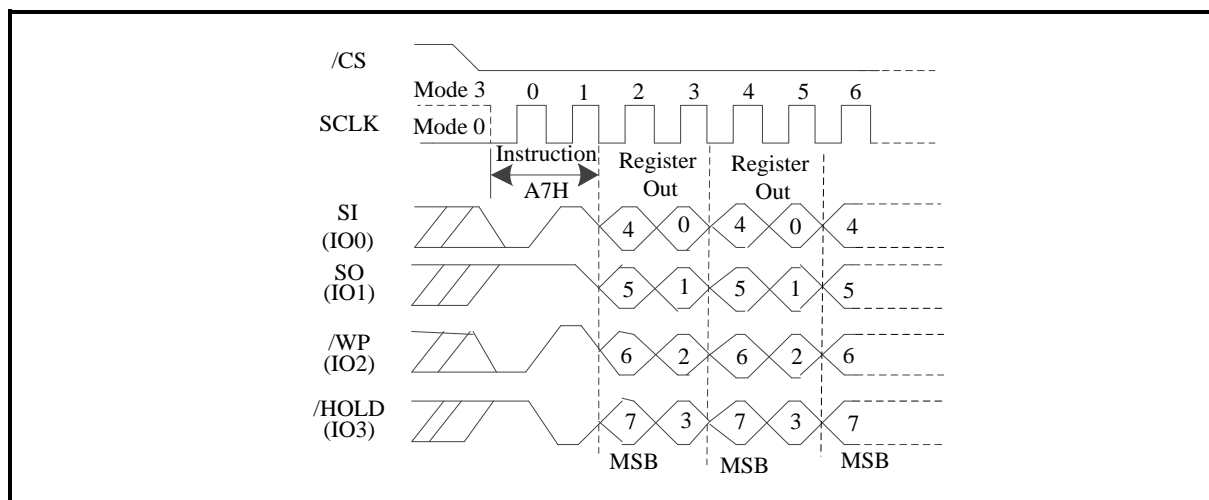 /CS
Mode 3 0 1 2 3 4 5 6
SCLK Mode 0
Instruction Register Register
A7H Out Out
SI
(IO0) 4 0 4 0 4
SO
(IO1) 5 1 5 1 5
/WP
(IO2) 6 2 6 2 6
/HOLD
(IO3) 7 3 7 3 7
MSB MSB MSB